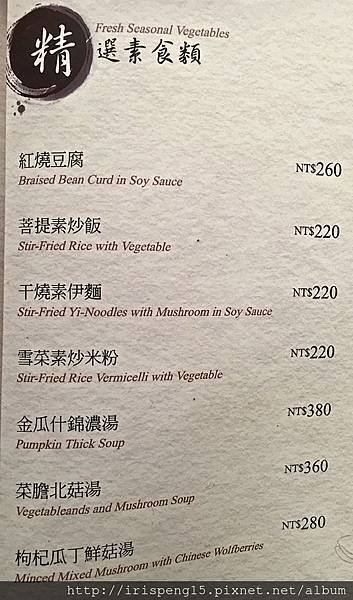 精
Fresh Seasonal Vegetables
選素食類
紅燒豆腐
NT$260
Braised Bean Curd in Soy Sauce
菩提素炒飯
NT$220
Stir-Fried Rice with Vegetable
干燒素伊麵
NT$220
Stir-Fried Yi-Noodles with Mushroom in Soy Sauce
雪菜素炒米粉
NT$220
Stir-Fried Rice Vermicelli with Vegetable
金瓜什錦濃湯
NT$380
Pumpkin Thick Soup
菜膽北菇湯
NT$360
Vegetableands and Mushroom Soup
枸杞瓜丁鮮菇湯
NT$280
Minced Mixed Mushroom with Chinese Wolfberries
http://irispeng15.pixnet.net/album